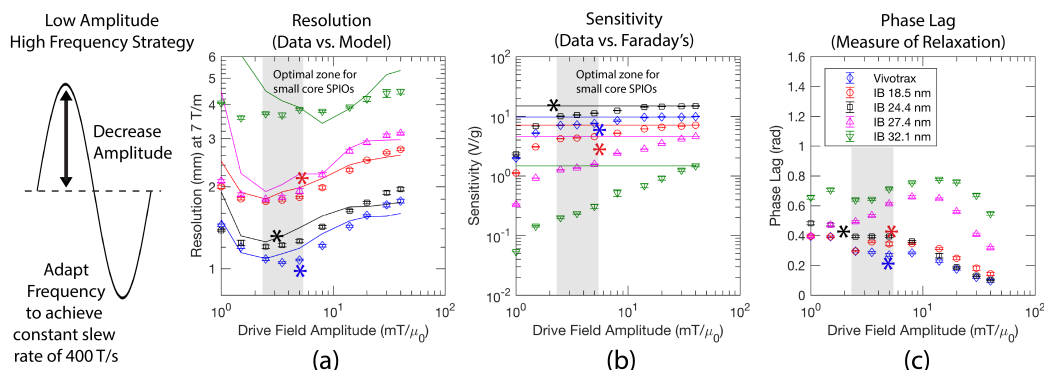 Low Amplitude
High Frequency Strategy
Decrease
Amplitude
Adapt
Frequency
to achieve
constant slew
rate of 400 T/s
Resolution
(Data vs. Model)
Optimal zone for
small core SPIOs
Resolution (mm) at 7 T/m
6
4
3
2
1
10⁰
10¹
10²
Drive Field Amplitude (mT/μ₀)
(a)
Sensitivity
(Data vs. Faraday's)
Optimal zone for
small core SPIOs
Sensitivity (V/g)
10²
10¹
10⁰
10⁻¹
10⁻²
10⁰
10¹
10²
Drive Field Amplitude (mT/μ₀)
(b)
Phase Lag
(Measure of Relaxation)
Vivotrax
IB 18.5 nm
IB 24.4 nm
IB 27.4 nm
IB 32.1 nm
Phase Lag (rad)
1.6
1.4
1.2
1
0.8
0.6
0.4
0.2
0
10⁰
10¹
10²
Drive Field Amplitude (mT/μ₀)
(c)